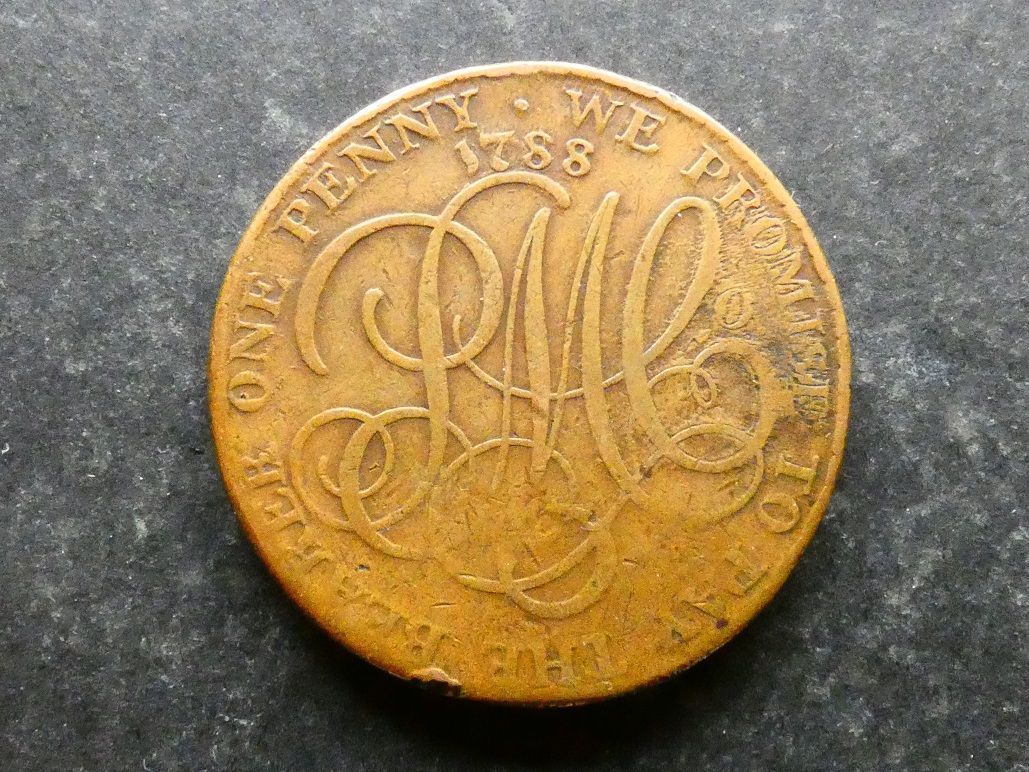 WE PROMISE TO PAY THE BEARER ONE PENNY ·
1788
PMC